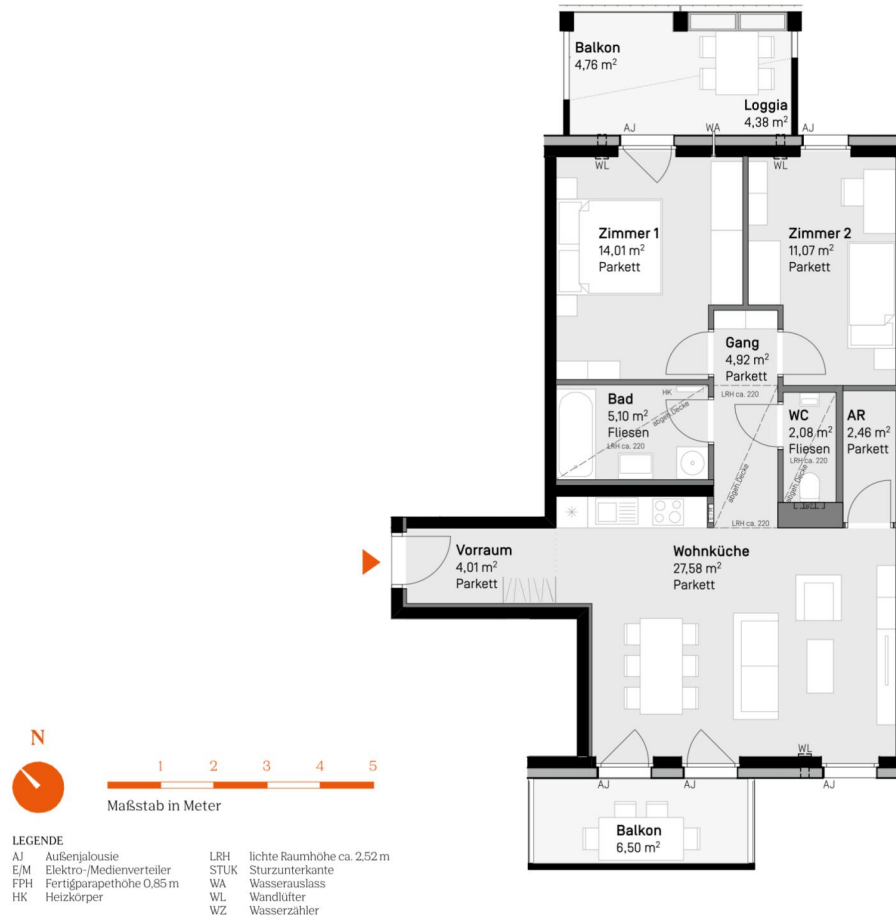 Balkon
4,76 m²
Loggia
4,38 m²
AJ
WA
AJ
WL
WL
Zimmer 1
14,01 m²
Parkett
Zimmer 2
11,07 m²
Parkett
Gang
4,92 m²
Parkett
LRH ca. 220
HK
Bad
5,10 m²
Fliesen
LRH ca. 220
abgeh. Decke
WC
2,08 m²
Fliesen
LRH ca. 220
abgeh. Decke
AR
2,46 m²
Parkett
abgeh. Decke
LRH ca. 220
E/M
Vorraum
4,01 m²
Parkett
Wohnküche
27,58 m²
Parkett
WL
AJ
AJ
AJ
Balkon
6,50 m²
N
1 2 3 4 5
Maßstab in Meter
LEGENDE
AJ Außenjalousie
E/M Elektro-/Medienverteiler
FPH Fertigparapethöhe 0,85 m
HK Heizkörper
LRH lichte Raumhöhe ca. 2,52 m
STUK Sturzunterkante
WA Wasserauslass
WL Wandlüfter
WZ Wasserzähler